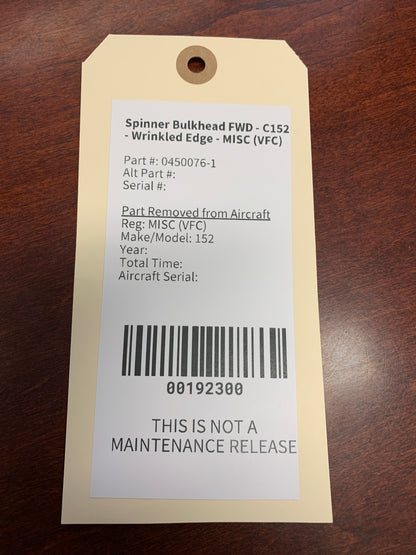 Spinner Bulkhead FWD - C152
- Wrinkled Edge - MISC (VFC)
Part #: 0450076-1
Alt Part #:
Serial #:
Part Removed from Aircraft
Reg: MISC (VFC)
Make/Model: 152
Year:
Total Time:
Aircraft Serial:
00192300
THIS IS NOT A
MAINTENANCE RELEASE